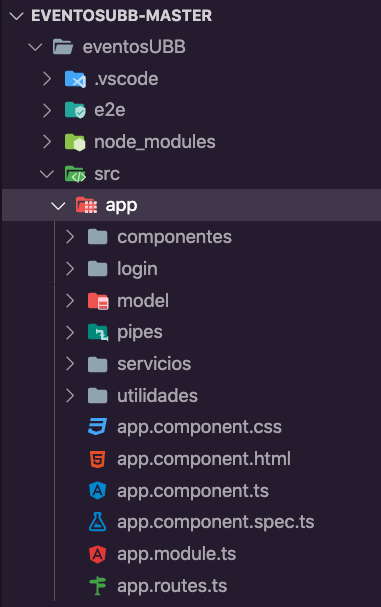 EVENTOSUBB-MASTER
eventosUBB
.vscode
e2e
node_modules
src
app
componentes
login
model
pipes
servicios
utilidades
app.component.css
app.component.html
app.component.ts
app.component.spec.ts
app.module.ts
app.routes.ts